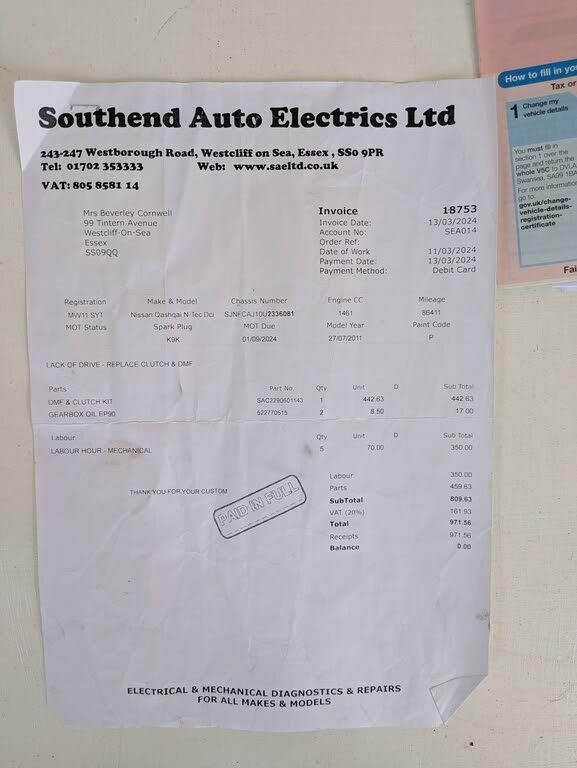 Southend Auto Electrics Ltd
243-247 Westborough Road, Westcliff on Sea, Essex , SS0 9PR
Tel: 01702 353333 Web: www.saeltd.co.uk
VAT: 805 8581 14
Mrs Beverley Cornwell
99 Tintern Avenue
Westcliff-On-Sea
Essex
SS09QQ
Invoice 18753
Invoice Date: 13/03/2024
Account No: SEA014
Order Ref:
Date of Work 11/03/2024
Payment Date: 13/03/2024
Payment Method: Debit Card
Registration Make & Model Chassis Number Engine CC Mileage
MW11 SYT Nissan Qashqai N-Tec Dci SJNFCAJ10U2336081 1461 86411
MOT Status Spark Plug MOT Due Model Year Paint Code
K9K 01/09/2024 27/07/2011 P
LACK OF DRIVE - REPLACE CLUTCH & DMF
Parts Part No. Qty Unit D Sub Total
DMF & CLUTCH KIT SAC2290601143 1 442.63 442.63
GEARBOX OIL EP90 522770515 2 8.50 17.00
Labour Qty Unit D Sub Total
LABOUR HOUR - MECHANICAL 5 70.00 350.00
Labour 350.00
Parts 459.63
SubTotal 809.63
VAT (20%) 161.93
Total 971.56
Receipts 971.56
Balance 0.00
THANK YOU FOR YOUR CUSTOM
PAID IN FULL
ELECTRICAL & MECHANICAL DIAGNOSTICS & REPAIRS
FOR ALL MAKES & MODELS
How to fill in
Tax or
1 Change my
vehicle details
You must fill in
section 1 over the
page and return the
whole V5C to DVLA
Swansea, SA99 1BA
For more information
go to
gov.uk/change-
vehicle-details-
registration-
certificate